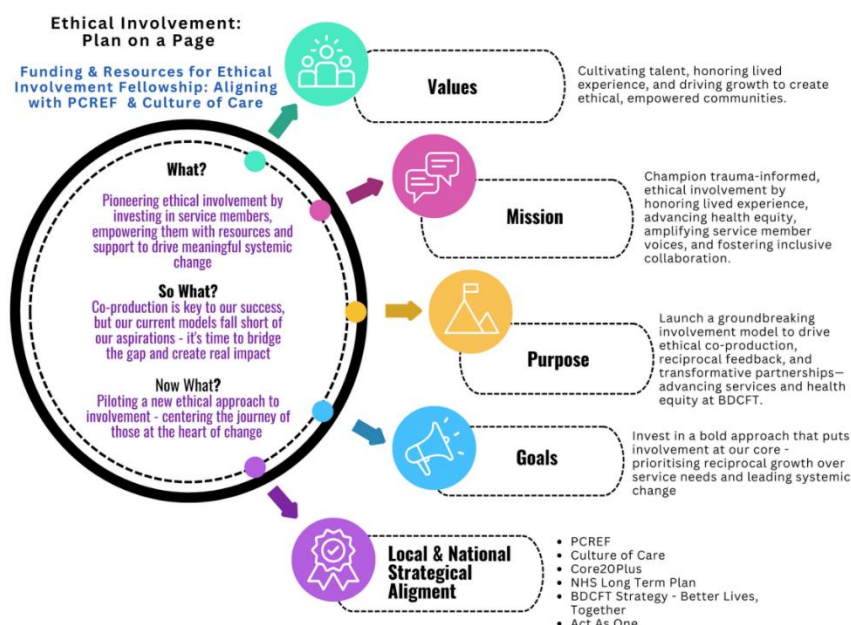 Ethical Involvement:
Plan on a Page
Funding & Resources for Ethical
Involvement Fellowship: Aligning
with PCREF & Culture of Care
What?
Pioneering ethical involvement by
investing in service members,
empowering them with resources and
support to drive meaningful systemic
change
So What?
Co-production is key to our success,
but our current models fall short of
our aspirations - it's time to bridge
the gap and create real impact
Now What?
Piloting a new ethical approach to
involvement - centering the journey of
those at the heart of change
Values
Cultivating talent, honoring lived
experience, and driving growth to create
ethical, empowered communities.
Mission
Champion trauma-informed,
ethical involvement by
honoring lived experience,
advancing health equity,
amplifying service member
voices, and fostering inclusive
collaboration.
Purpose
Launch a groundbreaking
involvement model to drive
ethical co-production,
reciprocal feedback, and
transformative partnerships—
advancing services and health
equity at BDCFT.
Goals
Invest in a bold approach that puts
involvement at our core -
prioritising reciprocal growth over
service needs and leading systemic
change
Local & National
Strategical
Aligment
• PCREF
• Culture of Care
• Core20Plus
• NHS Long Term Plan
• BDCFT Strategy - Better Lives,
Together
• Act As One